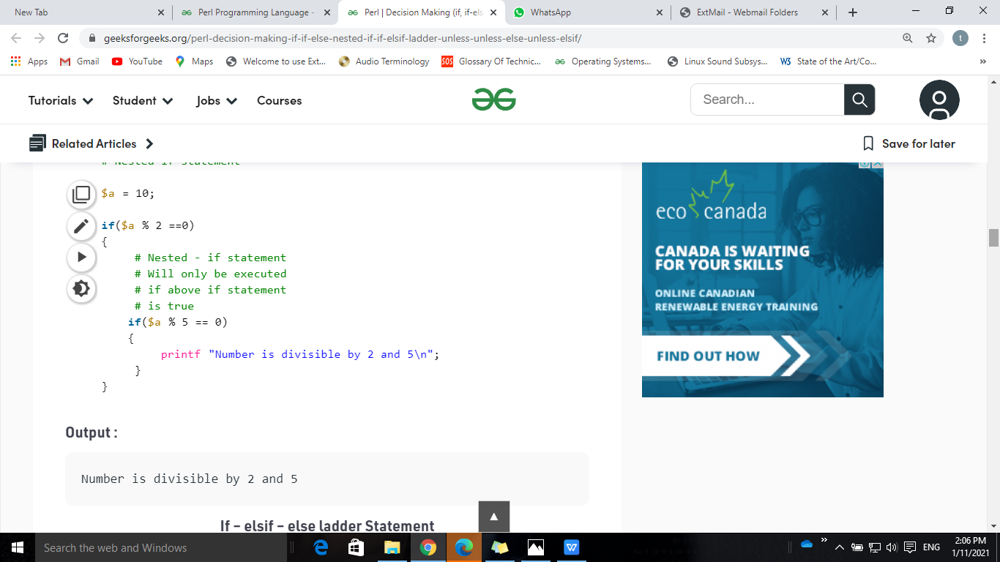 New Tab
Perl Programming Language -
Perl | Decision Making (if, if-els
WhatsApp
ExtMail - Webmail Folders
geeksforgeeks.org/perl-decision-making-if-if-else-nested-if-if-elsif-ladder-unless-unless-else-unless-elsif/
t
Apps
Gmail
YouTube
Maps
Welcome to use Ext...
Audio Terminology
SOS
Glossary Of Technic...
Operating Systems...
Linux Sound Subsys...
W3
State of the Art/Co...
Tutorials
Student
Jobs
Courses
Search...
Related Articles
Save for later
# Nested if statement
$a = 10;
if($a % 2 ==0)
{
# Nested - if statement
# Will only be executed
# if above if statement
# is true
if($a % 5 == 0)
{
printf "Number is divisible by 2 and 5\n";
}
}
Output :
Number is divisible by 2 and 5
If – elsif – else ladder Statement
eco canada
CANADA IS WAITING
FOR YOUR SKILLS
ONLINE CANADIAN
RENEWABLE ENERGY TRAINING
FIND OUT HOW
Search the web and Windows
ENG
2:06 PM
1/11/2021